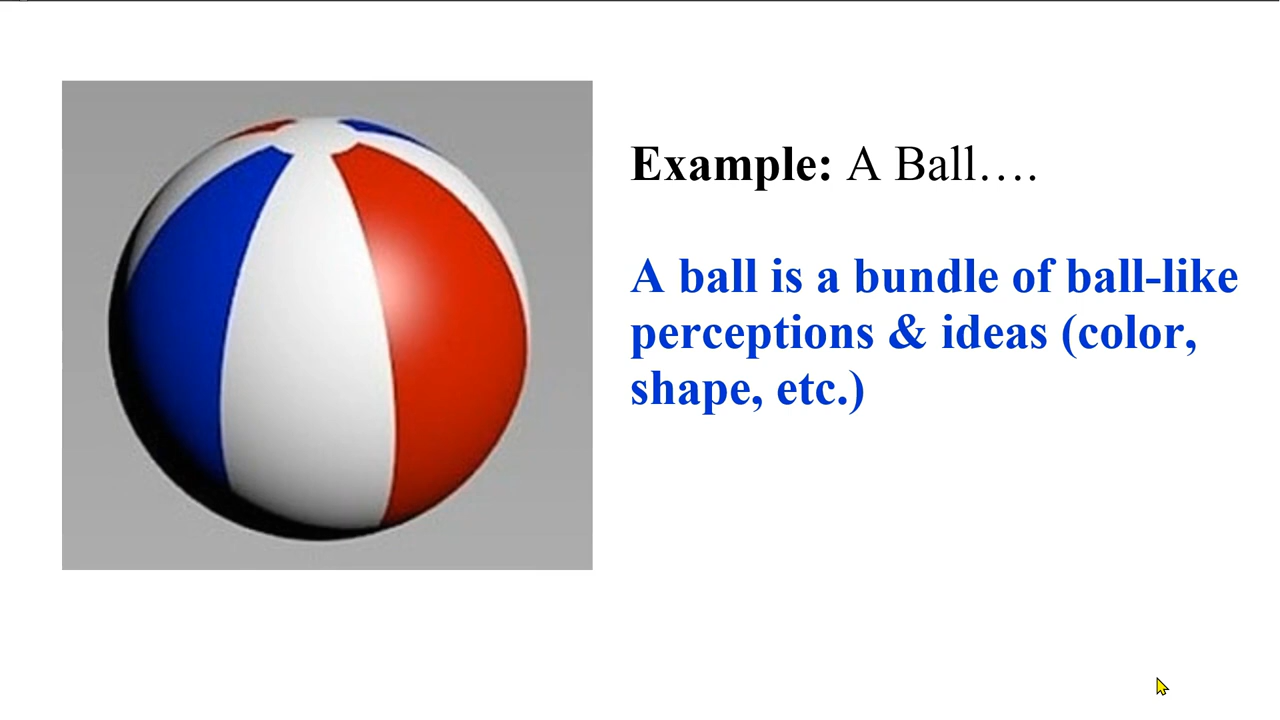 Example: A Ball….
A ball is a bundle of ball-like
perceptions & ideas (color,
shape, etc.)